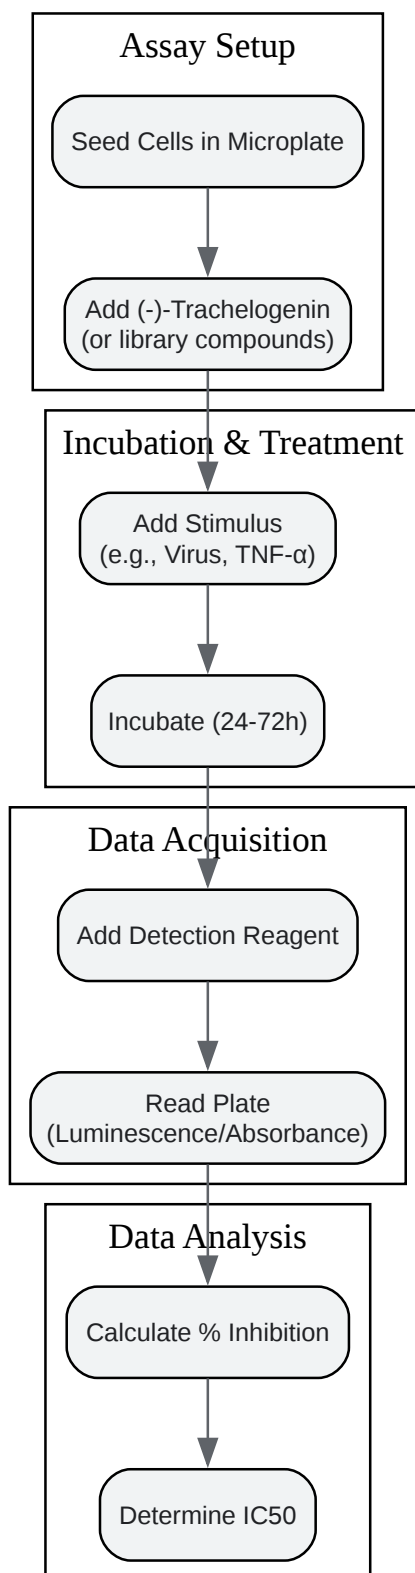 Assay Setup
Seed Cells in Microplate
Add (-)-Trachelogenin
(or library compounds)
Incubation & Treatment
Add Stimulus
(e.g., Virus, TNF-α)
Incubate (24-72h)
Data Acquisition
Add Detection Reagent
Read Plate
(Luminescence/Absorbance)
Data Analysis
Calculate % Inhibition
Determine IC50